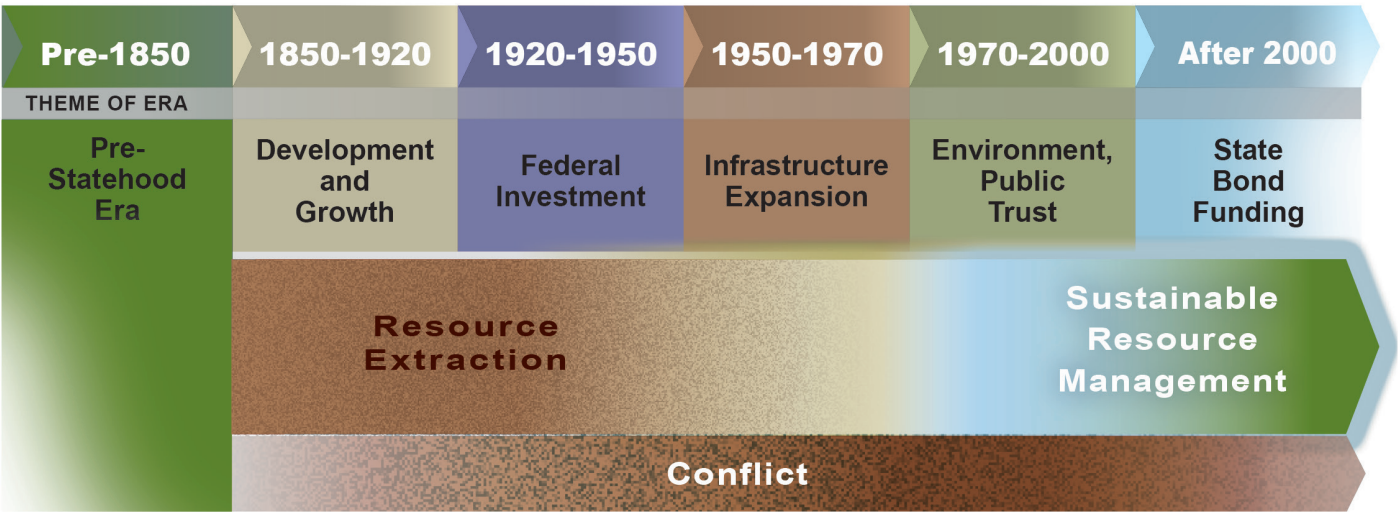 Pre-1850
1850-1920
1920-1950
1950-1970
1970-2000
After 2000
THEME OF ERA
Pre-
Statehood
Era
Development
and
Growth
Federal
Investment
Infrastructure
Expansion
Environment,
Public
Trust
State
Bond
Funding
Resource
Extraction
Sustainable
Resource
Management
Conflict